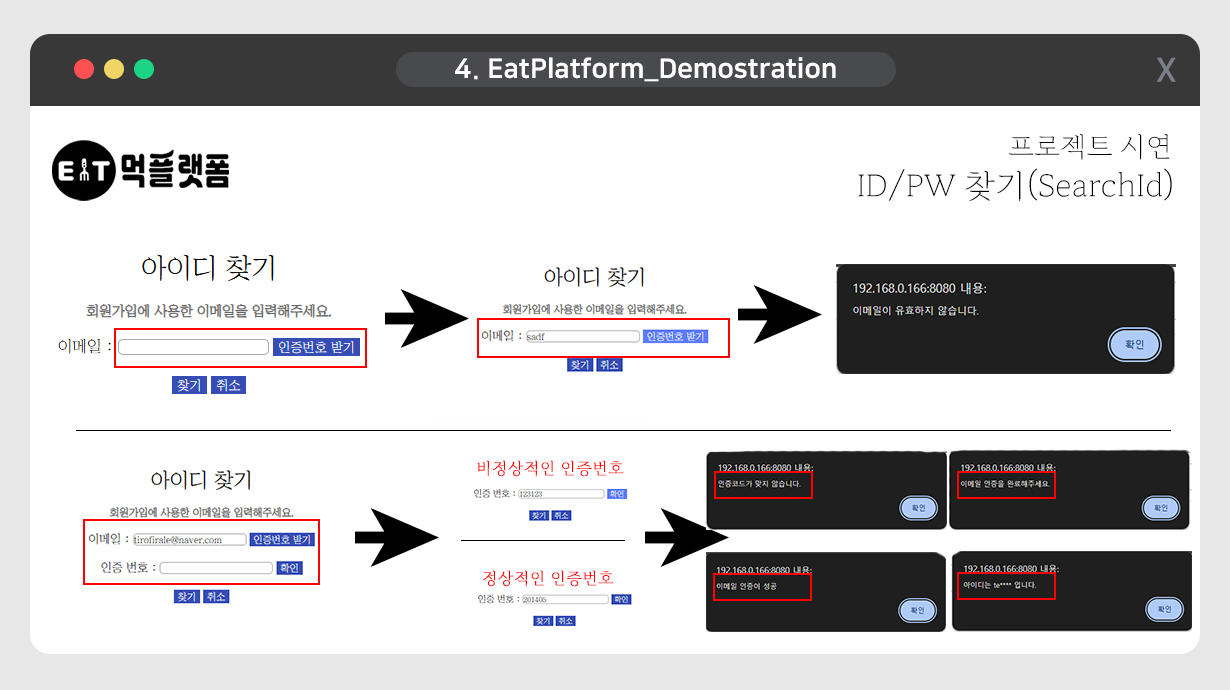 4. EatPlatform_Demostration
X
EAT 먹플랫폼
프로젝트 시연
ID/PW 찾기(SearchId)
아이디 찾기
회원가입에 사용한 이메일을 입력해주세요.
이메일 : 인증번호 받기
찾기 취소
아이디 찾기
회원가입에 사용한 이메일을 입력해주세요.
이메일 : sadf 인증번호 받기
찾기 취소
192.168.0.166:8080 내용:
이메일이 유효하지 않습니다.
확인
아이디 찾기
회원가입에 사용한 이메일을 입력해주세요.
이메일 : tirofirale@naver.com 인증번호 받기
인증 번호 : 확인
찾기 취소
비정상적인 인증번호
인증 번호 : 123123 확인
찾기 취소
정상적인 인증번호
인증 번호 : 201405 확인
찾기 취소
192.168.0.166:8080 내용:
인증코드가 맞지 않습니다.
확인
192.168.0.166:8080 내용:
이메일 인증을 완료해주세요.
확인
192.168.0.166:8080 내용:
이메일 인증이 성공
확인
192.168.0.166:8080 내용:
아이디는 te**** 입니다.
확인